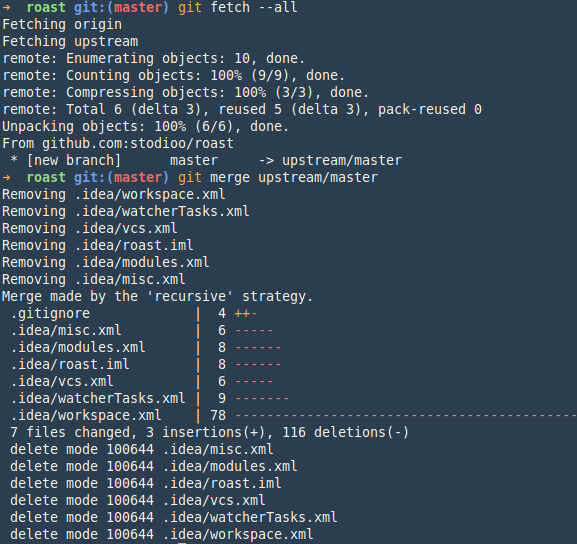 → roast git:(master) git fetch --all
Fetching origin
Fetching upstream
remote: Enumerating objects: 10, done.
remote: Counting objects: 100% (9/9), done.
remote: Compressing objects: 100% (3/3), done.
remote: Total 6 (delta 3), reused 5 (delta 3), pack-reused 0
Unpacking objects: 100% (6/6), done.
From github.com:stodioo/roast
 * [new branch]      master     -> upstream/master
→ roast git:(master) git merge upstream/master
Removing .idea/workspace.xml
Removing .idea/watcherTasks.xml
Removing .idea/vcs.xml
Removing .idea/roast.iml
Removing .idea/modules.xml
Removing .idea/misc.xml
Merge made by the 'recursive' strategy.
 .gitignore             |  4 ++-
 .idea/misc.xml         |  6 -----
 .idea/modules.xml      |  8 ------
 .idea/roast.iml        |  8 ------
 .idea/vcs.xml          |  6 -----
 .idea/watcherTasks.xml |  9 -------
 .idea/workspace.xml    | 78 -------------------------------------------
 7 files changed, 3 insertions(+), 116 deletions(-)
 delete mode 100644 .idea/misc.xml
 delete mode 100644 .idea/modules.xml
 delete mode 100644 .idea/roast.iml
 delete mode 100644 .idea/vcs.xml
 delete mode 100644 .idea/watcherTasks.xml
 delete mode 100644 .idea/workspace.xml